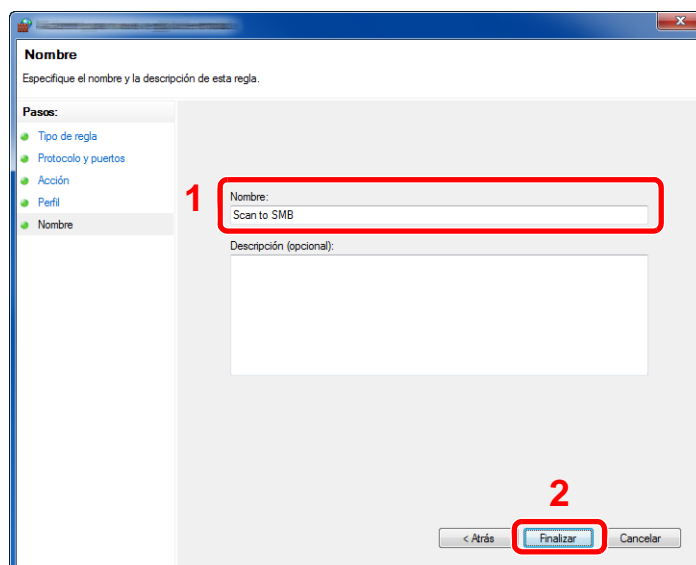 Nombre
Especifique el nombre y la descripción de esta regla.
Pasos:
Tipo de regla
Protocolo y puertos
Acción
Perfil
Nombre
1
Nombre:
Scan to SMB
Descripción (opcional):
2
< Atrás
Finalizar
Cancelar